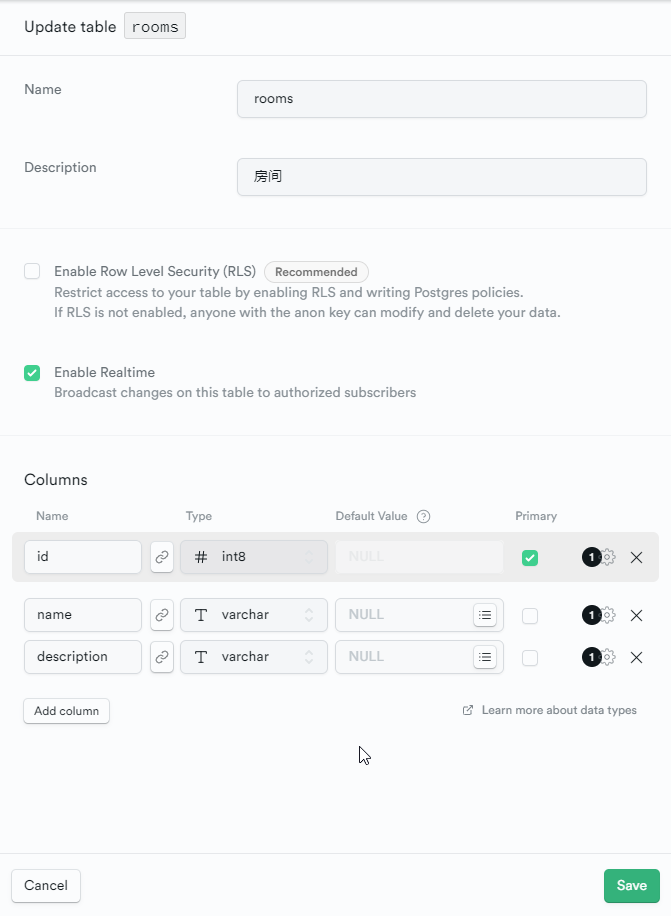 Update table rooms
Name
rooms
Description
房间
Enable Row Level Security (RLS) Recommended
Restrict access to your table by enabling RLS and writing Postgres policies.
If RLS is not enabled, anyone with the anon key can modify and delete your data.
Enable Realtime
Broadcast changes on this table to authorized subscribers
Columns
Name Type Default Value ? Primary
id # int8 NULL 1
name T varchar NULL 1
description T varchar NULL 1
Add column Learn more about data types
Cancel Save